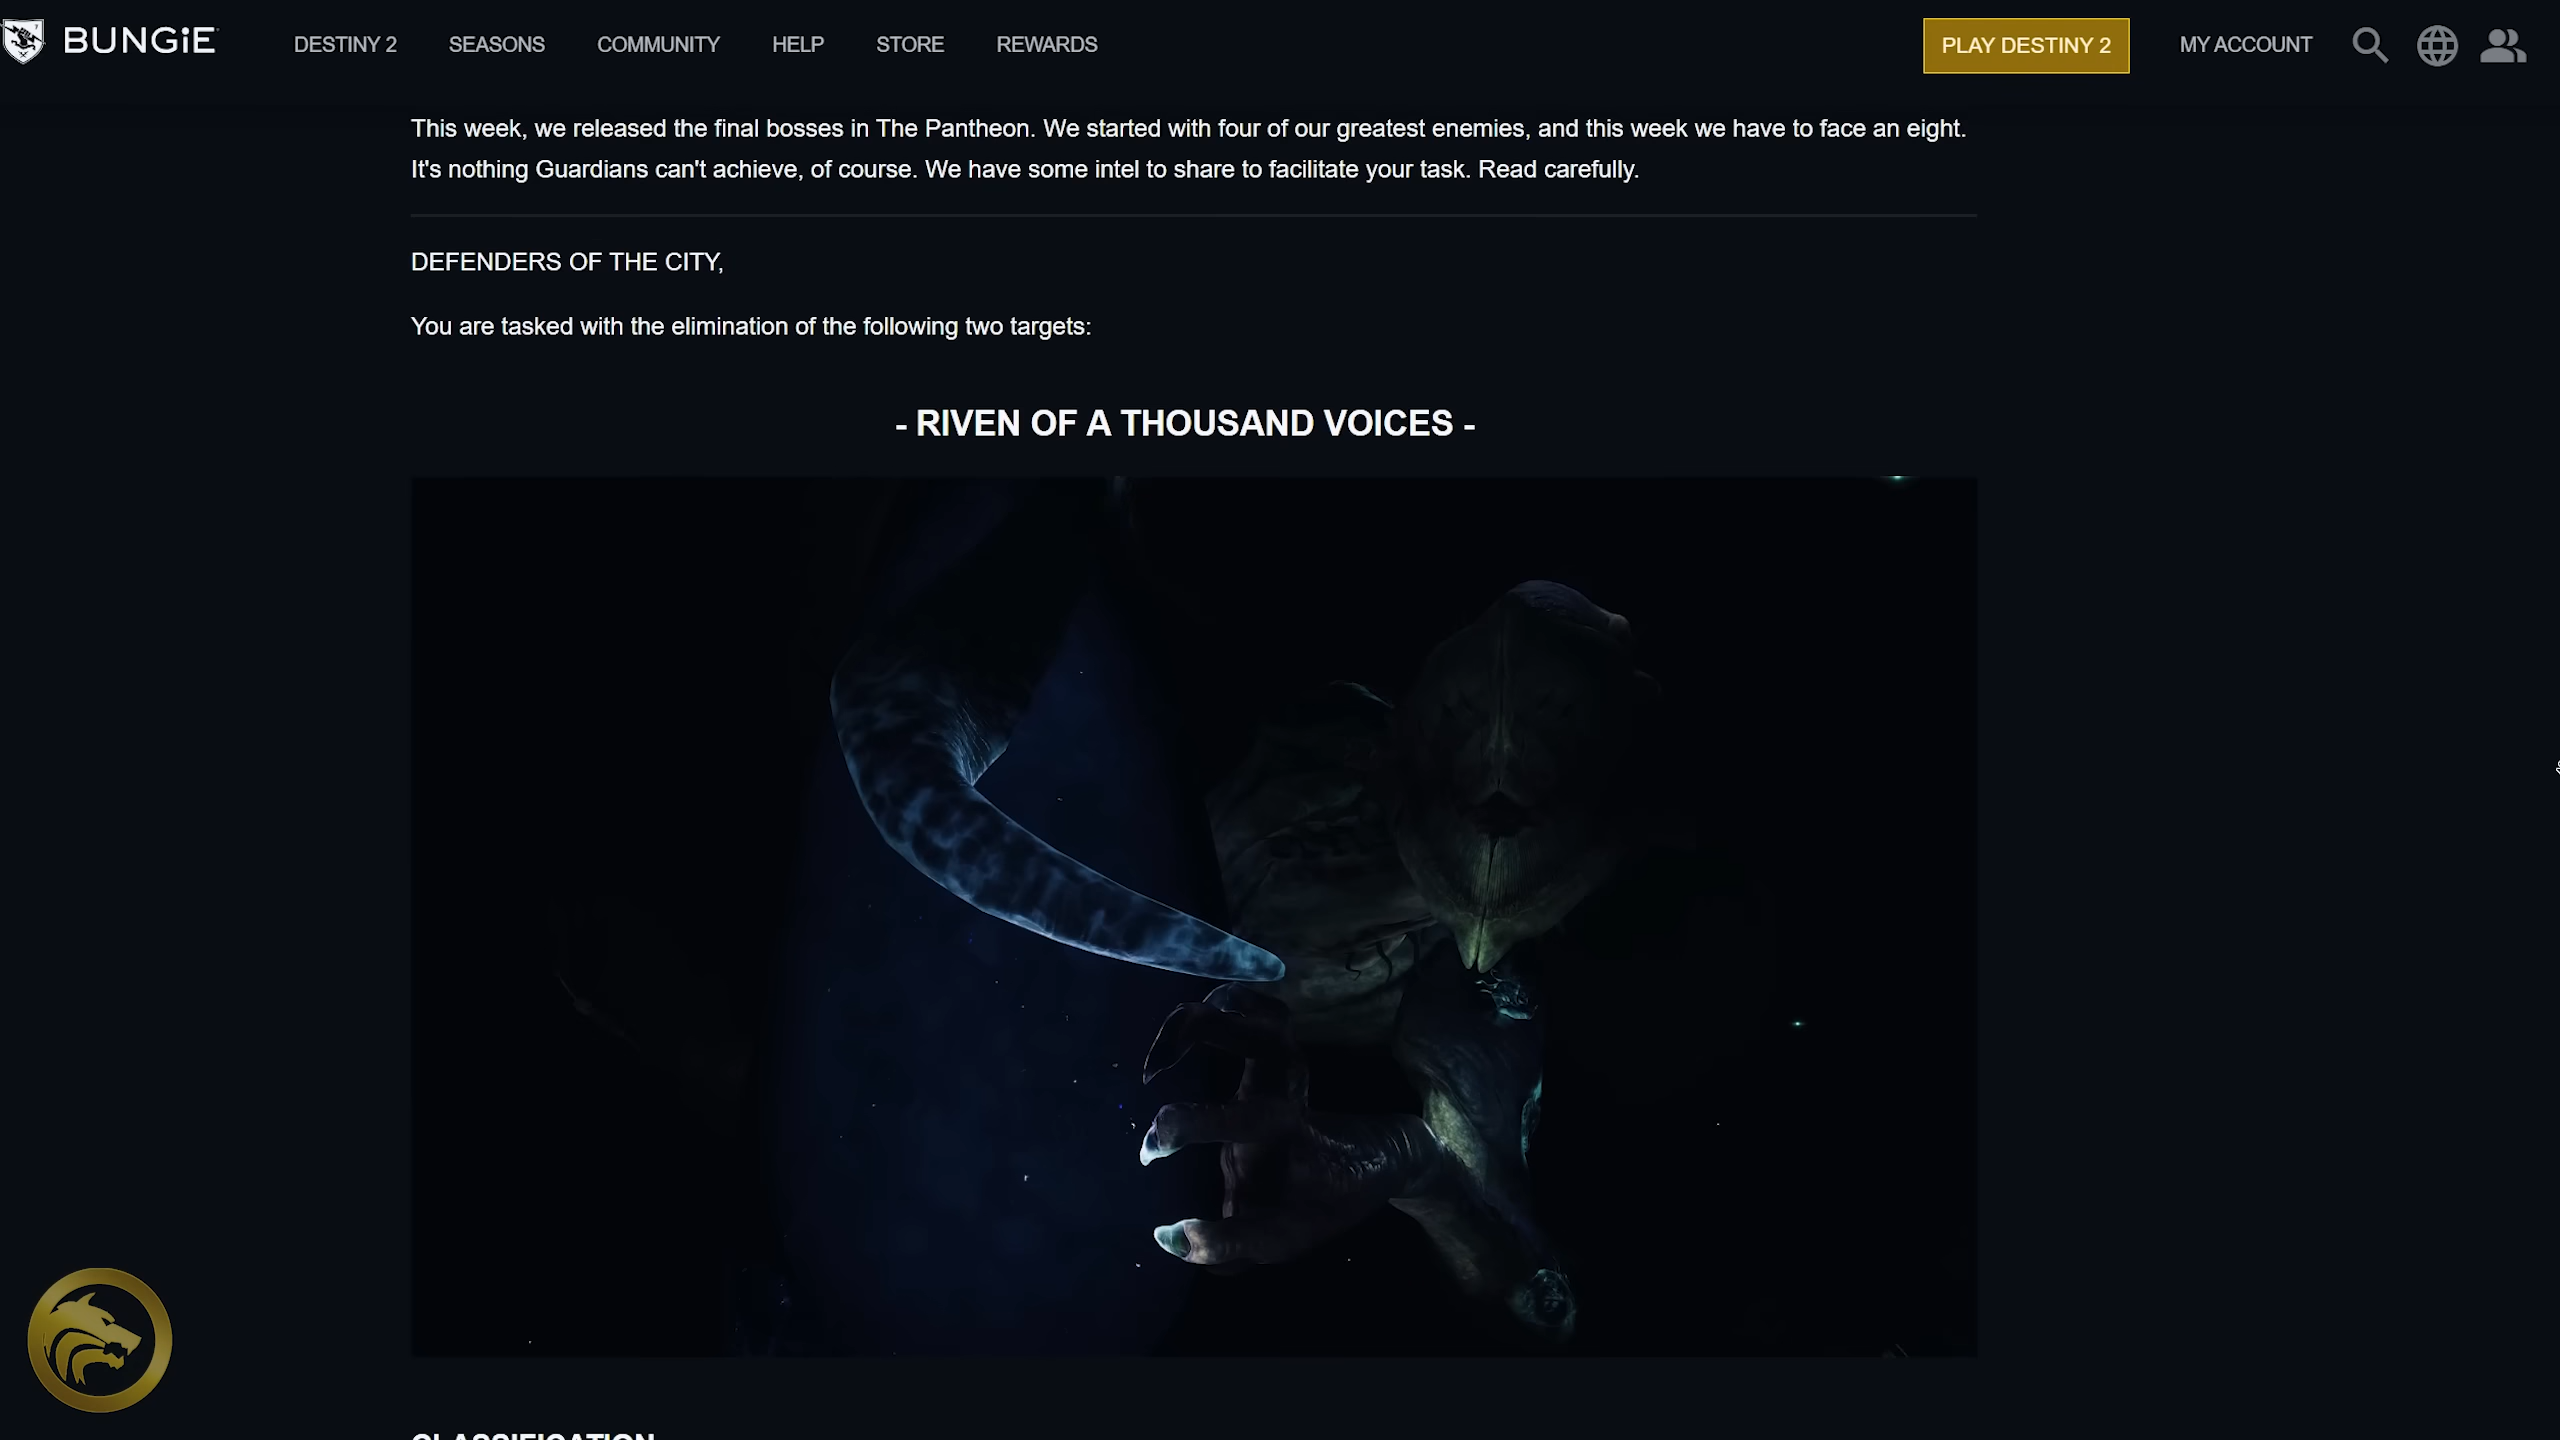 BUNGiE
DESTINY 2 SEASONS COMMUNITY HELP STORE REWARDS
PLAY DESTINY 2
MY ACCOUNT
This week, we released the final bosses in The Pantheon. We started with four of our greatest enemies, and this week we have to face an eight.
It's nothing Guardians can't achieve, of course. We have some intel to share to facilitate your task. Read carefully.
DEFENDERS OF THE CITY,
You are tasked with the elimination of the following two targets:
- RIVEN OF A THOUSAND VOICES -
CLASSIFICATION